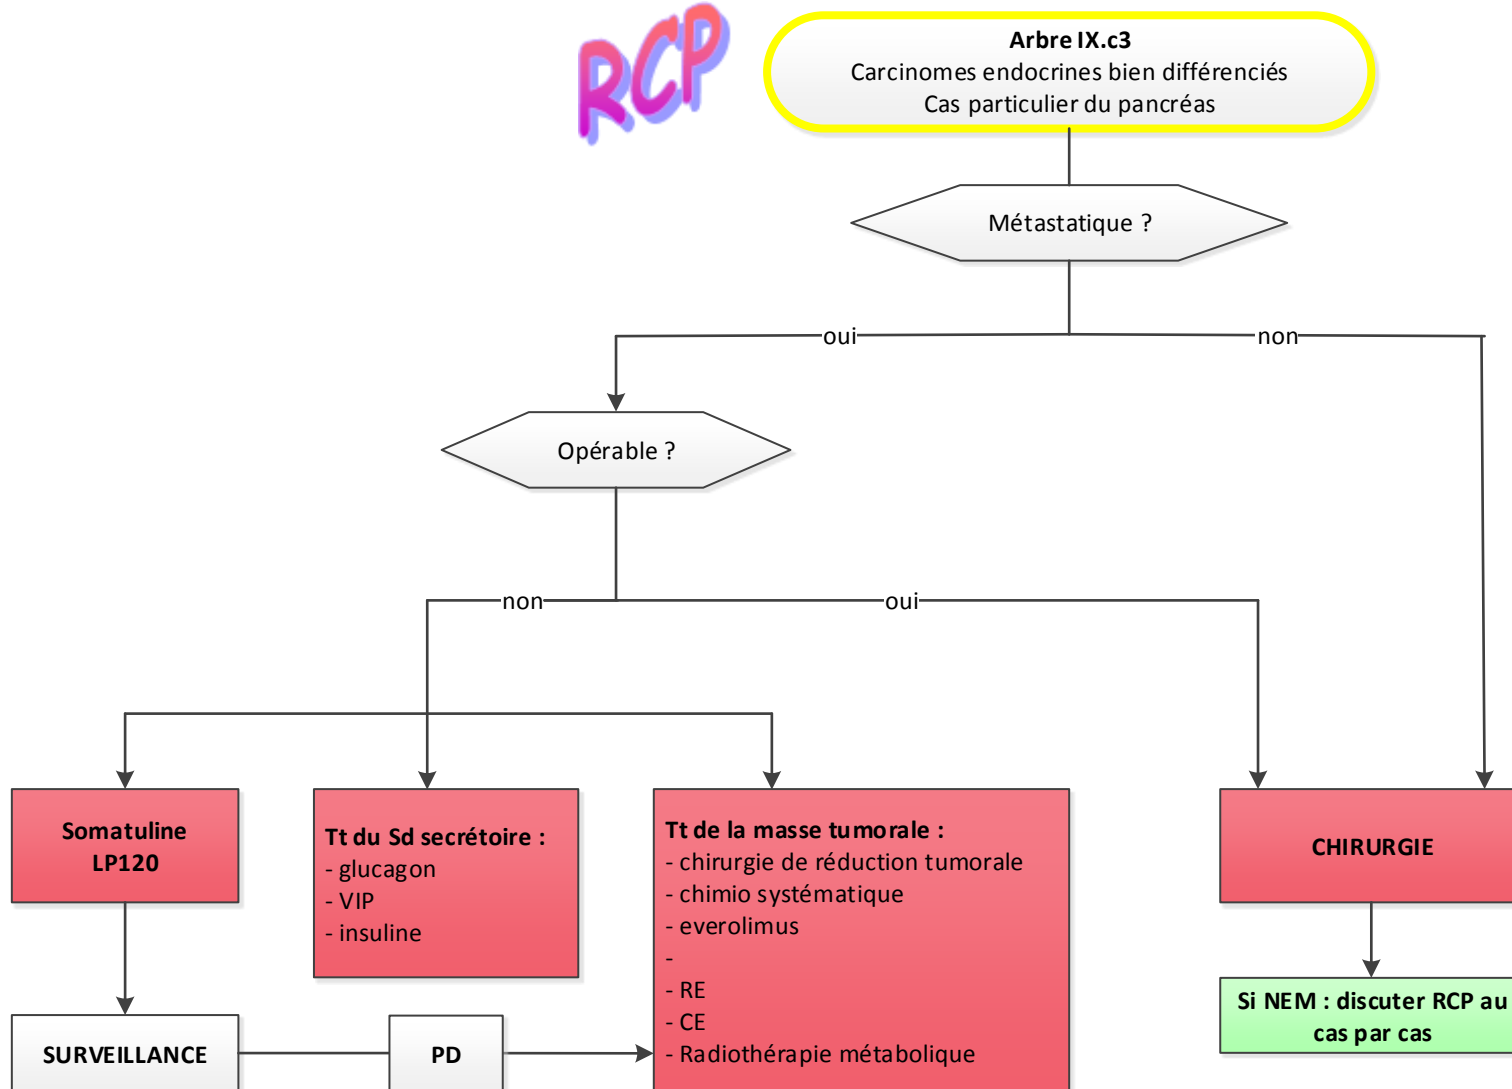 RCP
Arbre IX.c3
Carcinomes endocrines bien différenciés
Cas particulier du pancréas
Métastatique ?
oui
non
Opérable ?
non
oui
Somatuline
LP120
Tt du Sd secrétoire :
- glucagon
- VIP
- insuline
Tt de la masse tumorale :
- chirurgie de réduction tumorale
- chimio systématique
- everolimus
-
- RE
- CE
- Radiothérapie métabolique
CHIRURGIE
Si NEM : discuter RCP au
cas par cas
SURVEILLANCE
PD